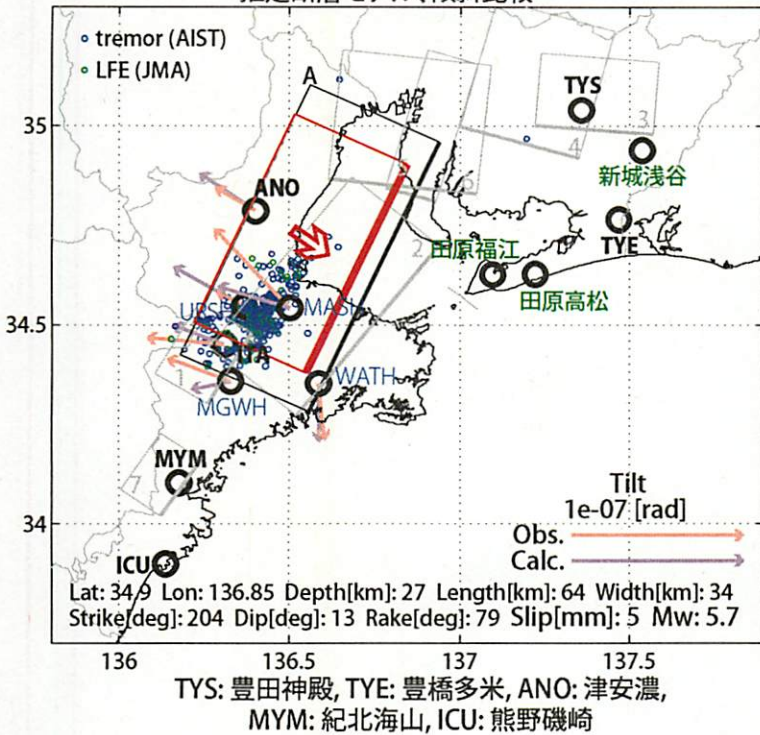 tremor (AIST)
LFE (JMA)
A
TYS
3
4
新城浅谷
5
ANO
TYE
2
田原福江
田原高松
MASH
ITA
WATH
1
MGWH
MYM
7
Tilt
1e-07 [rad]
Obs.
Calc.
ICU
Lat: 34.9 Lon: 136.85 Depth[km]: 27 Length[km]: 64 Width[km]: 34
Strike[deg]: 204 Dip[deg]: 13 Rake[deg]: 79 Slip[mm]: 5 Mw: 5.7
35
34.5
34
136 136.5 137 137.5
TYS: 豊田神殿, TYE: 豊橋多米, ANO: 津安濃,
MYM: 紀北海山, ICU: 熊野磯崎